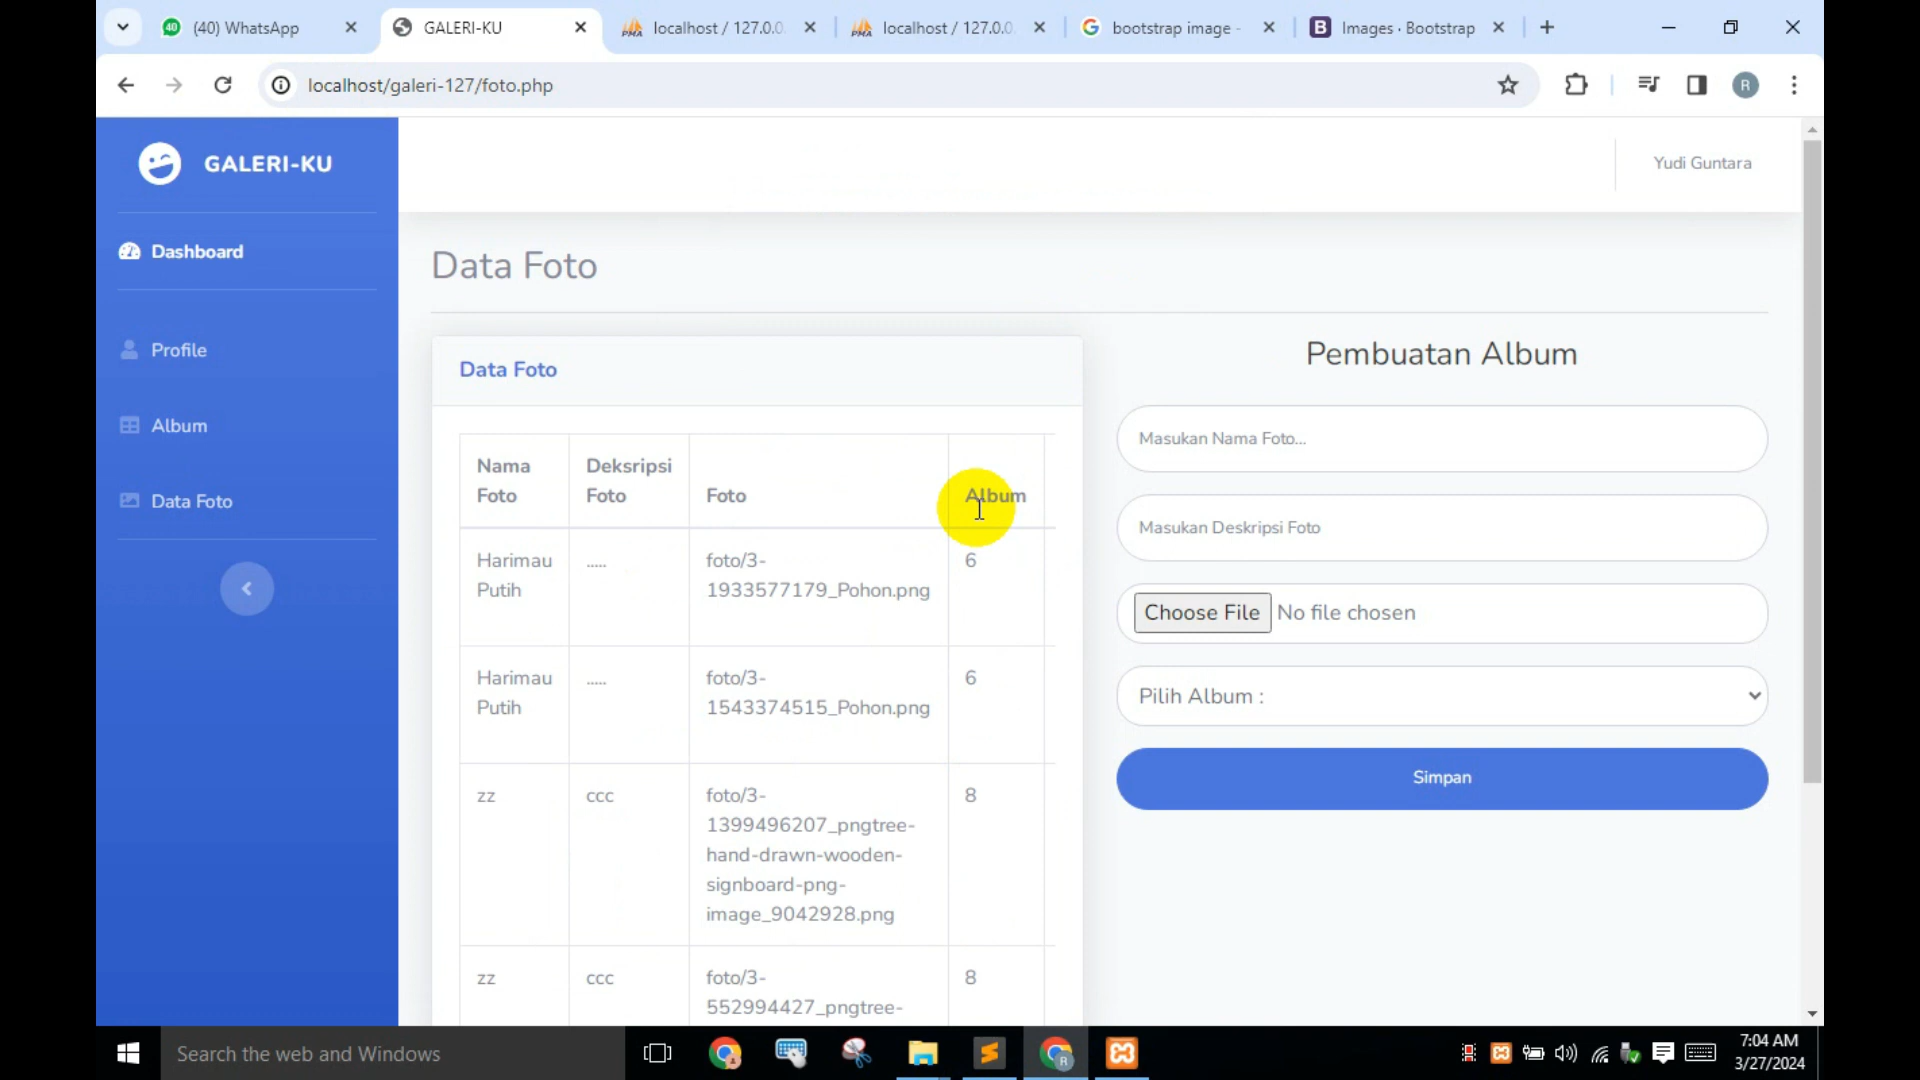 (40) WhatsApp
GALERI-KU
localhost / 127.0.0.
localhost / 127.0.0.
bootstrap image -
Images · Bootstrap
localhost/galeri-127/foto.php
R
GALERI-KU
Yudi Guntara
Dashboard
Profile
Album
Data Foto
Data Foto
Data Foto
Nama Foto
Deksripsi Foto
Foto
Album
Harimau Putih
.....
foto/3-
1933577179_Pohon.png
6
Harimau Putih
.....
foto/3-
1543374515_Pohon.png
6
zz
ccc
foto/3-
1399496207_pngtree-
hand-drawn-wooden-
signboard-png-
image_9042928.png
8
zz
ccc
foto/3-
552994427_pngtree-
8
Pembuatan Album
Masukan Nama Foto...
Masukan Deskripsi Foto
Choose File No file chosen
Pilih Album :
Simpan
Search the web and Windows
7:04 AM
3/27/2024